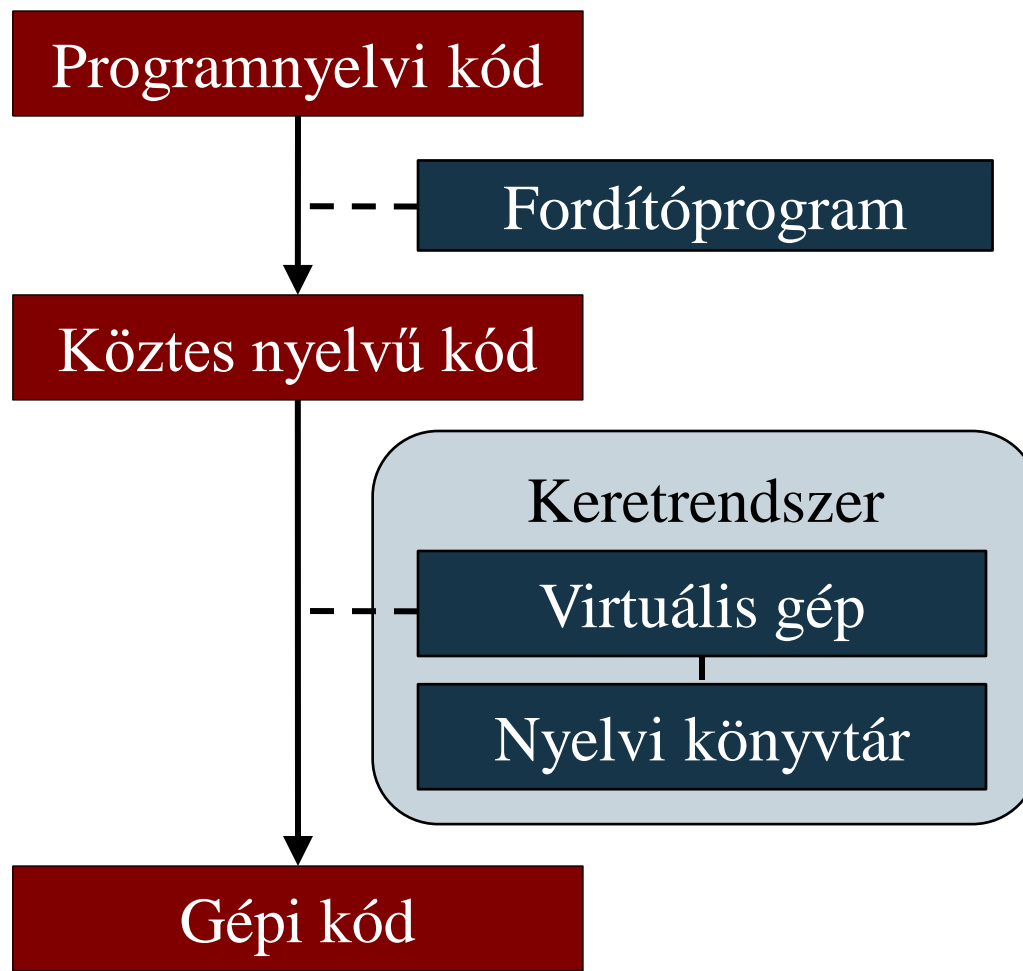 Programnyelvi kód
Fordítóprogram
Köztes nyelvű kód
Keretrendszer
Virtuális gép
Nyelvi könyvtár
Gépi kód